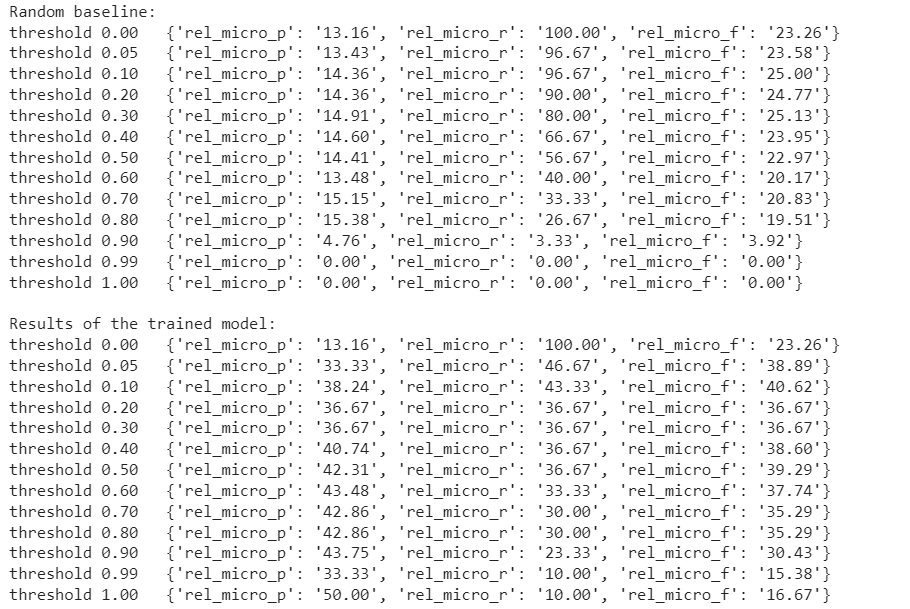 Random baseline:
threshold 0.00   {'rel_micro_p': '13.16', 'rel_micro_r': '100.00', 'rel_micro_f': '23.26'}
threshold 0.05   {'rel_micro_p': '13.43', 'rel_micro_r': '96.67', 'rel_micro_f': '23.58'}
threshold 0.10   {'rel_micro_p': '14.36', 'rel_micro_r': '96.67', 'rel_micro_f': '25.00'}
threshold 0.20   {'rel_micro_p': '14.36', 'rel_micro_r': '90.00', 'rel_micro_f': '24.77'}
threshold 0.30   {'rel_micro_p': '14.91', 'rel_micro_r': '80.00', 'rel_micro_f': '25.13'}
threshold 0.40   {'rel_micro_p': '14.60', 'rel_micro_r': '66.67', 'rel_micro_f': '23.95'}
threshold 0.50   {'rel_micro_p': '14.41', 'rel_micro_r': '56.67', 'rel_micro_f': '22.97'}
threshold 0.60   {'rel_micro_p': '13.48', 'rel_micro_r': '40.00', 'rel_micro_f': '20.17'}
threshold 0.70   {'rel_micro_p': '15.15', 'rel_micro_r': '33.33', 'rel_micro_f': '20.83'}
threshold 0.80   {'rel_micro_p': '15.38', 'rel_micro_r': '26.67', 'rel_micro_f': '19.51'}
threshold 0.90   {'rel_micro_p': '4.76', 'rel_micro_r': '3.33', 'rel_micro_f': '3.92'}
threshold 0.99   {'rel_micro_p': '0.00', 'rel_micro_r': '0.00', 'rel_micro_f': '0.00'}
threshold 1.00   {'rel_micro_p': '0.00', 'rel_micro_r': '0.00', 'rel_micro_f': '0.00'}

Results of the trained model:
threshold 0.00   {'rel_micro_p': '13.16', 'rel_micro_r': '100.00', 'rel_micro_f': '23.26'}
threshold 0.05   {'rel_micro_p': '33.33', 'rel_micro_r': '46.67', 'rel_micro_f': '38.89'}
threshold 0.10   {'rel_micro_p': '38.24', 'rel_micro_r': '43.33', 'rel_micro_f': '40.62'}
threshold 0.20   {'rel_micro_p': '36.67', 'rel_micro_r': '36.67', 'rel_micro_f': '36.67'}
threshold 0.30   {'rel_micro_p': '36.67', 'rel_micro_r': '36.67', 'rel_micro_f': '36.67'}
threshold 0.40   {'rel_micro_p': '40.74', 'rel_micro_r': '36.67', 'rel_micro_f': '38.60'}
threshold 0.50   {'rel_micro_p': '42.31', 'rel_micro_r': '36.67', 'rel_micro_f': '39.29'}
threshold 0.60   {'rel_micro_p': '43.48', 'rel_micro_r': '33.33', 'rel_micro_f': '37.74'}
threshold 0.70   {'rel_micro_p': '42.86', 'rel_micro_r': '30.00', 'rel_micro_f': '35.29'}
threshold 0.80   {'rel_micro_p': '42.86', 'rel_micro_r': '30.00', 'rel_micro_f': '35.29'}
threshold 0.90   {'rel_micro_p': '43.75', 'rel_micro_r': '23.33', 'rel_micro_f': '30.43'}
threshold 0.99   {'rel_micro_p': '33.33', 'rel_micro_r': '10.00', 'rel_micro_f': '15.38'}
threshold 1.00   {'rel_micro_p': '50.00', 'rel_micro_r': '10.00', 'rel_micro_f': '16.67'}